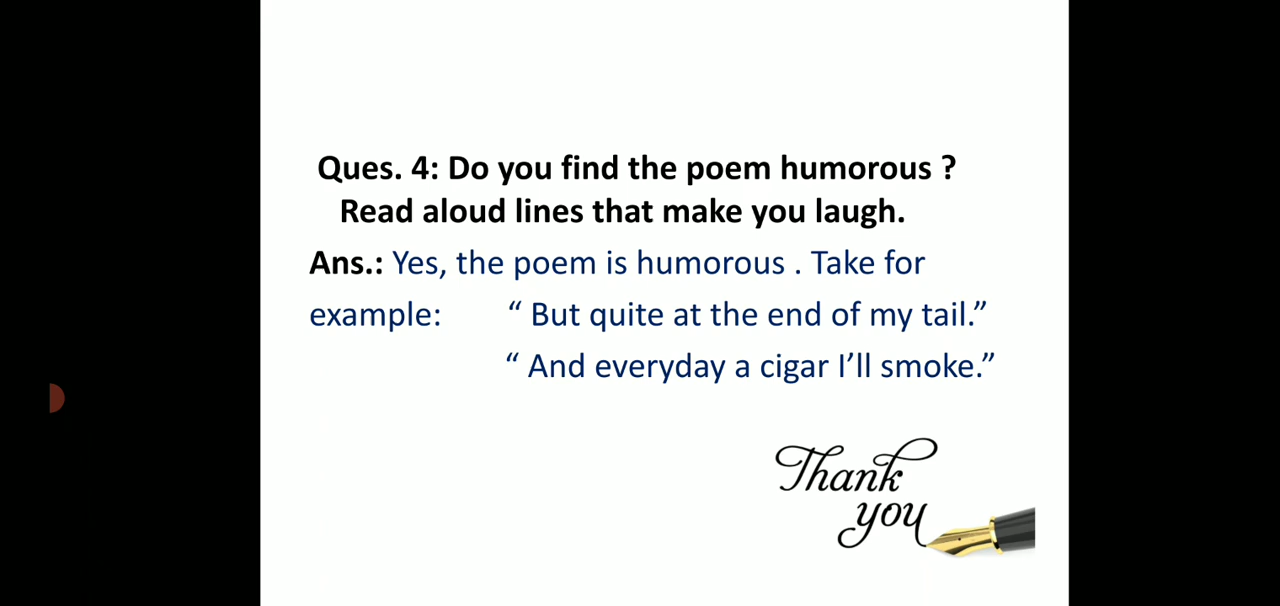 Ques. 4: Do you find the poem humorous ?
Read aloud lines that make you laugh.
Ans.: Yes, the poem is humorous . Take for
example: “ But quite at the end of my tail.”
“ And everyday a cigar I’ll smoke.”
Thank
you